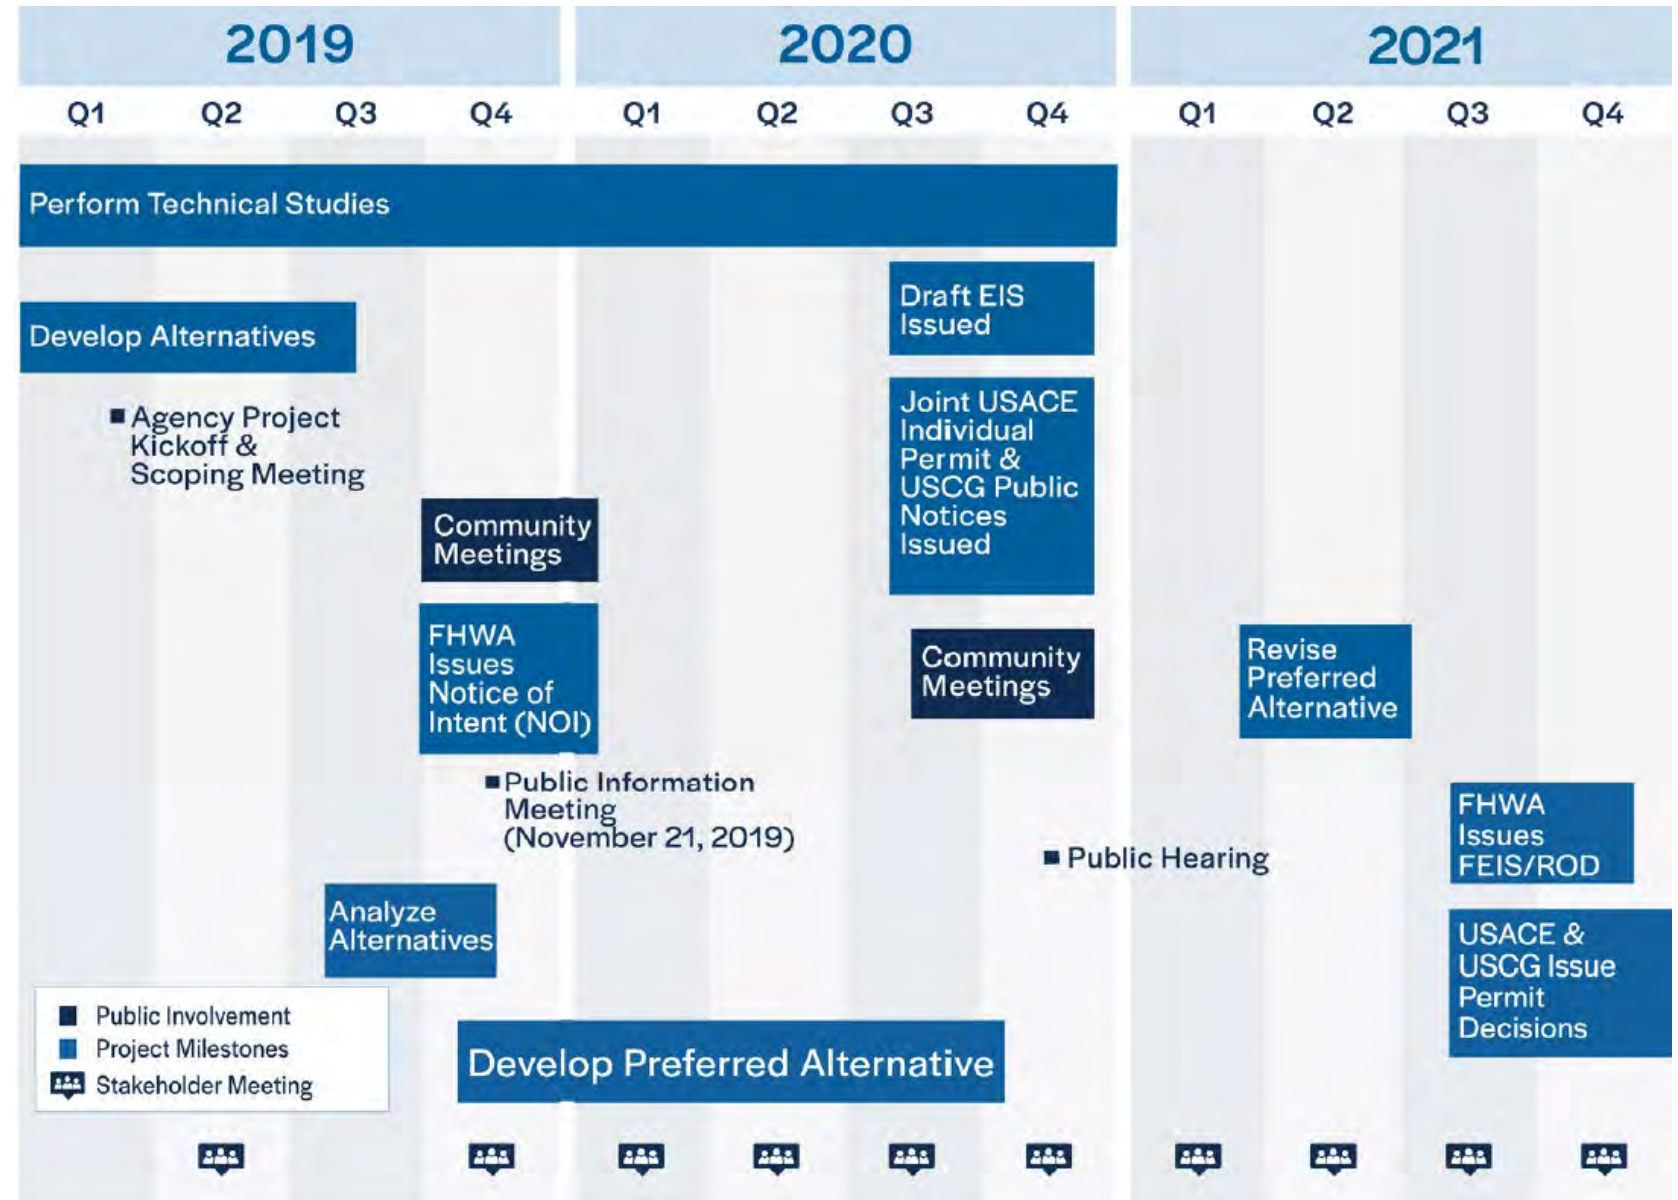 2019
2020
2021
Q1
Q2
Q3
Q4
Q1
Q2
Q3
Q4
Q1
Q2
Q3
Q4
Perform Technical Studies
Draft EIS
Issued
Develop Alternatives
Joint USACE
Individual
Permit &
USCG Public
Notices
Issued
Agency Project
Kickoff &
Scoping Meeting
Community
Meetings
FHWA
Issues
Notice of
Intent (NOI)
Community
Meetings
Revise
Preferred
Alternative
Public Information
Meeting
(November 21, 2019)
Public Hearing
FHWA
Issues
FEIS/ROD
Analyze
Alternatives
USACE &
USCG Issue
Permit
Decisions
Public Involvement
Project Milestones
Stakeholder Meeting
Develop Preferred Alternative